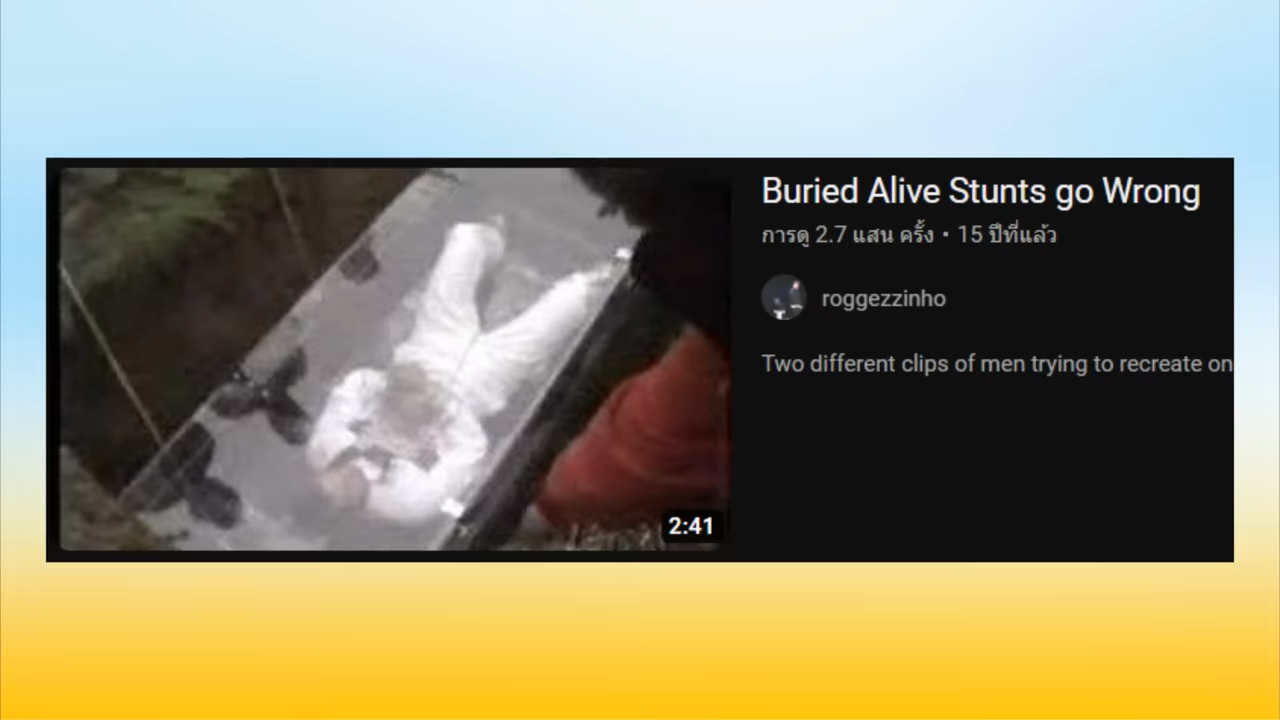 Buried Alive Stunts go Wrong
การดู 2.7 แสน ครั้ง • 15 ปีที่แล้ว
roggezzinho
Two different clips of men trying to recreate on
2:41